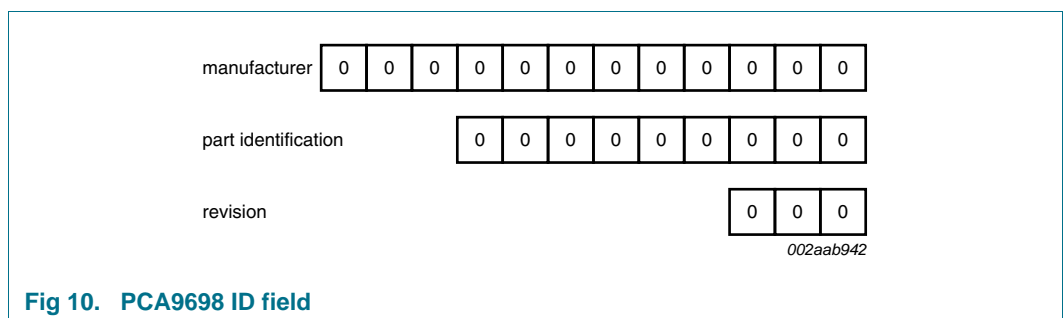 manufacturer 0 0 0 0 0 0 0 0 0 0 0 0
part identification 0 0 0 0 0 0 0 0 0
revision 0 0 0
002aab942
Fig 10. PCA9698 ID field